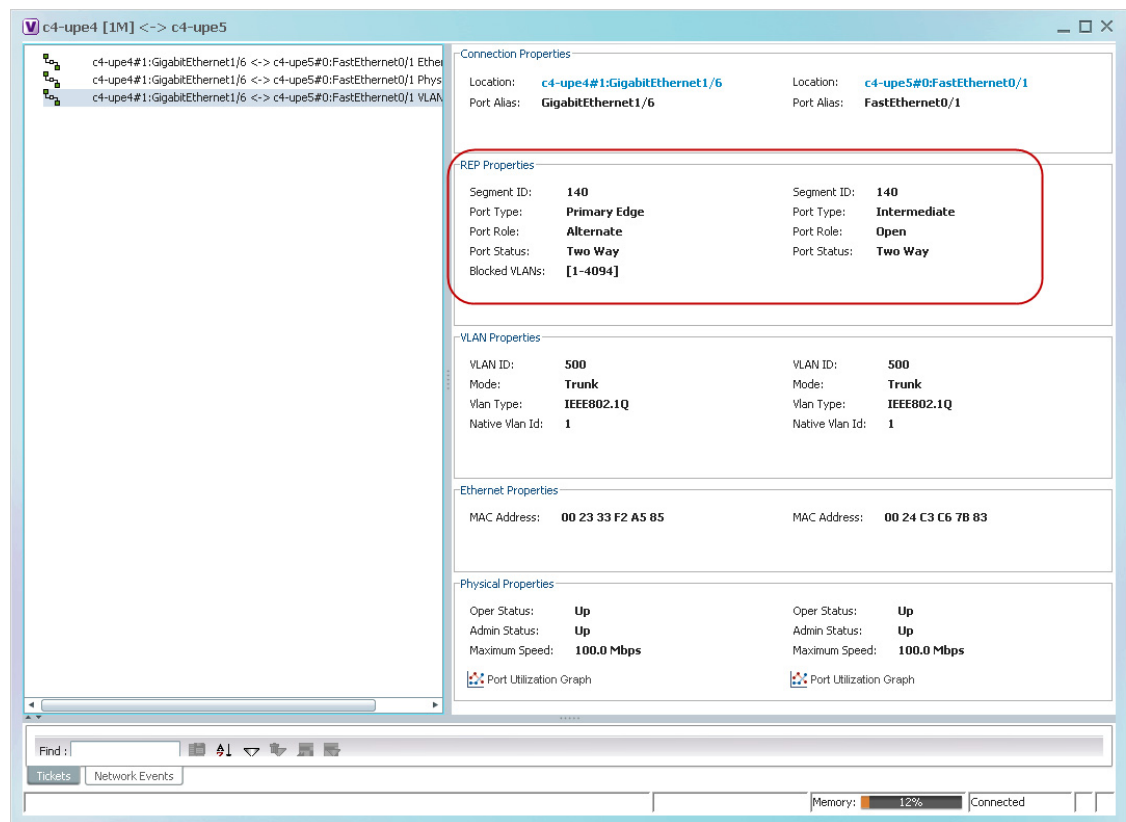 V c4-upe4 [1M] <-> c4-upe5
c4-upe4#1:GigabitEthernet1/6 <-> c4-upe5#0:FastEthernet0/1 Ether
c4-upe4#1:GigabitEthernet1/6 <-> c4-upe5#0:FastEthernet0/1 Phys
c4-upe4#1:GigabitEthernet1/6 <-> c4-upe5#0:FastEthernet0/1 VLAN
Connection Properties
Location: c4-upe4#1:GigabitEthernet1/6 Location: c4-upe5#0:FastEthernet0/1
Port Alias: GigabitEthernet1/6 Port Alias: FastEthernet0/1
REP Properties
Segment ID: 140 Segment ID: 140
Port Type: Primary Edge Port Type: Intermediate
Port Role: Alternate Port Role: Open
Port Status: Two Way Port Status: Two Way
Blocked VLANs: [1-4094]
VLAN Properties
VLAN ID: 500 VLAN ID: 500
Mode: Trunk Mode: Trunk
Vlan Type: IEEE802.1Q Vlan Type: IEEE802.1Q
Native Vlan Id: 1 Native Vlan Id: 1
Ethernet Properties
MAC Address: 00 23 33 F2 A5 85 MAC Address: 00 24 C3 C6 7B 83
Physical Properties
Oper Status: Up Oper Status: Up
Admin Status: Up Admin Status: Up
Maximum Speed: 100.0 Mbps Maximum Speed: 100.0 Mbps
Port Utilization Graph Port Utilization Graph
Find :
Tickets Network Events
Memory: 12% Connected